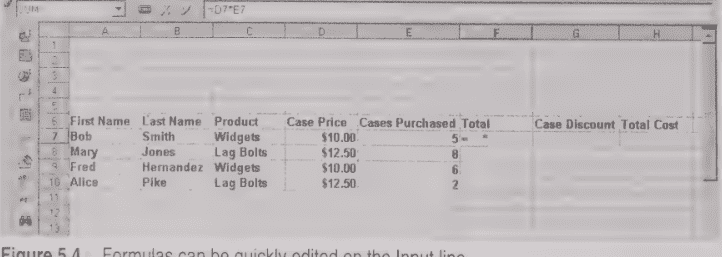 =D7*E7
A B C D E F G H
1
2
3
4
5
6 First Name Last Name Product Case Price Cases Purchased Total Case Discount Total Cost
7 Bob Smith Widgets $10.00 5 = *
8 Mary Jones Lag Bolts $12.50 8
9 Fred Hernandez Widgets $10.00 6
10 Alice Pike Lag Bolts $12.50 2
11
12
13
Figure 5.4 Formulas can be quickly edited on the Input line